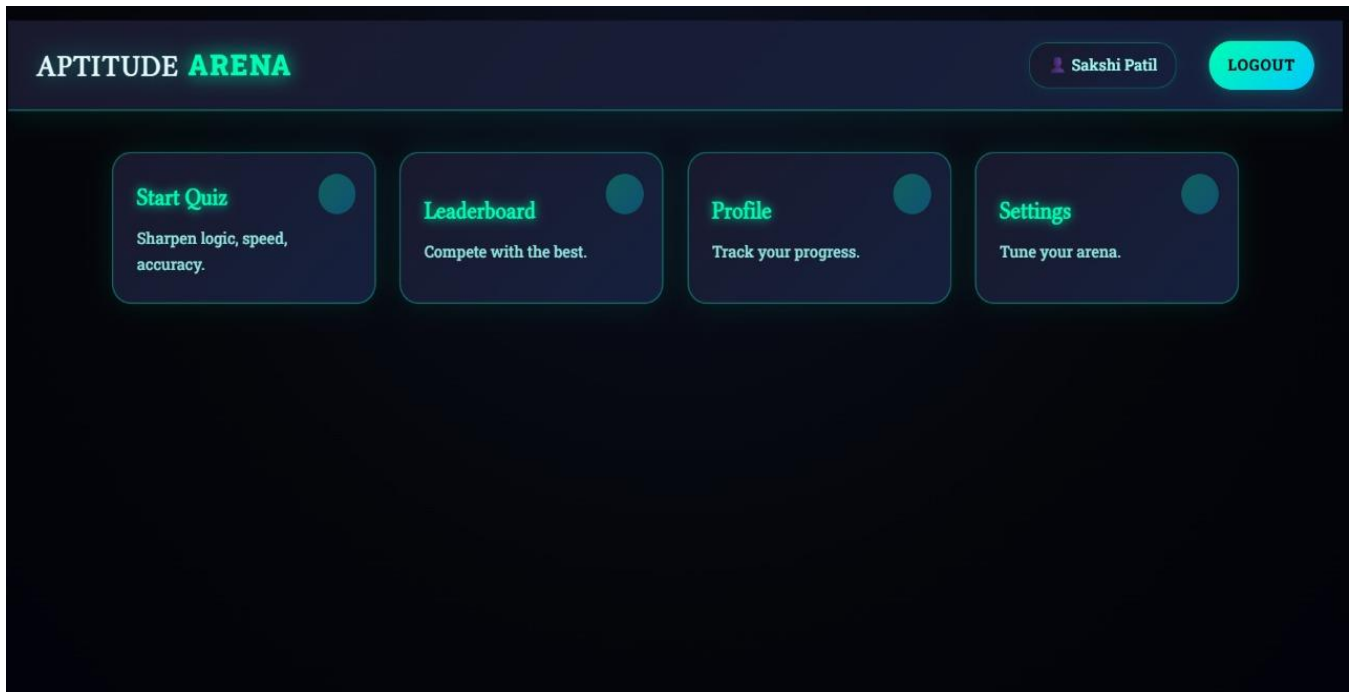 APTITUDE ARENA
Sakshi Patil
LOGOUT
Start Quiz
Sharpen logic, speed,
accuracy.
Leaderboard
Compete with the best.
Profile
Track your progress.
Settings
Tune your arena.